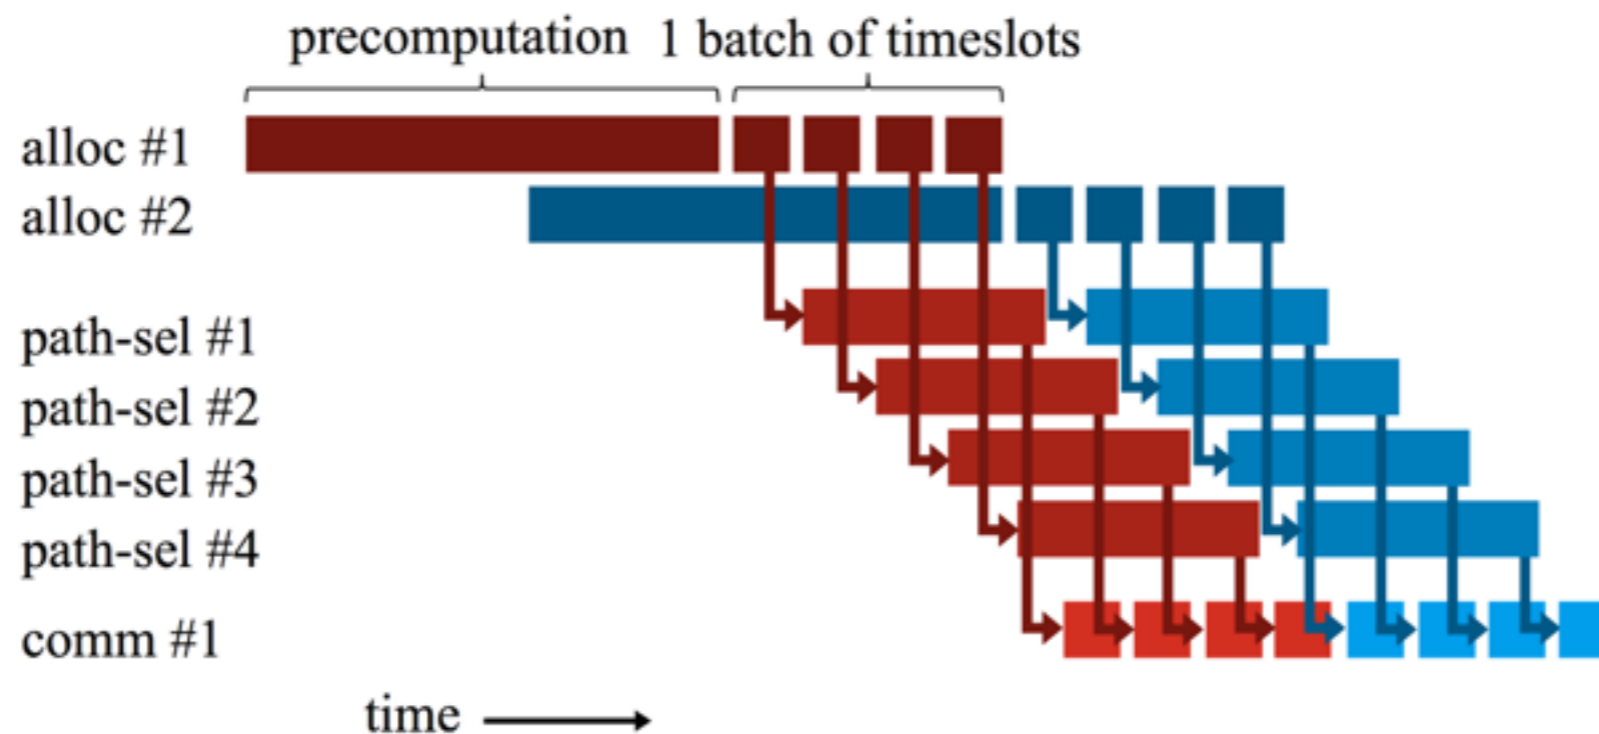 precomputation 1 batch of timeslots
alloc #1
alloc #2
path-sel #1
path-sel #2
path-sel #3
path-sel #4
comm #1
time